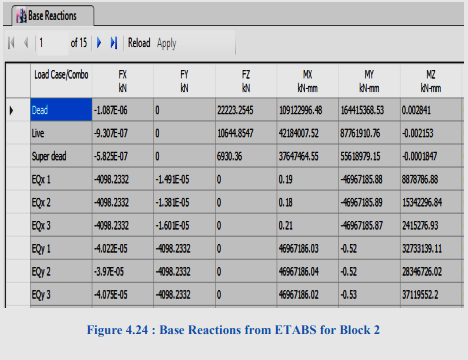 Base Reactions
1 of 15 Reload Apply
Load Case/Combo FX FY FZ MX MY MZ
kN kN kN kN-mm kN-mm kN-mm
Dead -1.087E-06 0 22223.2545 109122996.48 164415368.53 0.002841
Live -9.307E-07 0 10644.8547 42184007.52 87761910.76 -0.002153
Super dead -5.825E-07 0 6930.36 37647464.55 55618979.15 -0.0001847
EQx 1 -4098.2332 -1.491E-05 0 0.19 -46967185.88 8878786.88
EQx 2 -4098.2332 -1.381E-05 0 0.18 -46967185.89 15342296.84
EQx 3 -4098.2332 -1.601E-05 0 0.21 -46967185.87 2415276.93
EQy 1 -4.022E-05 -4098.2332 0 46967186.03 -0.52 32733139.11
EQy 2 -3.97E-05 -4098.2332 0 46967186.04 -0.52 28346726.02
EQy 3 -4.075E-05 -4098.2332 0 46967186.02 -0.53 37119552.2
Figure 4.24 : Base Reactions from ETABS for Block 2